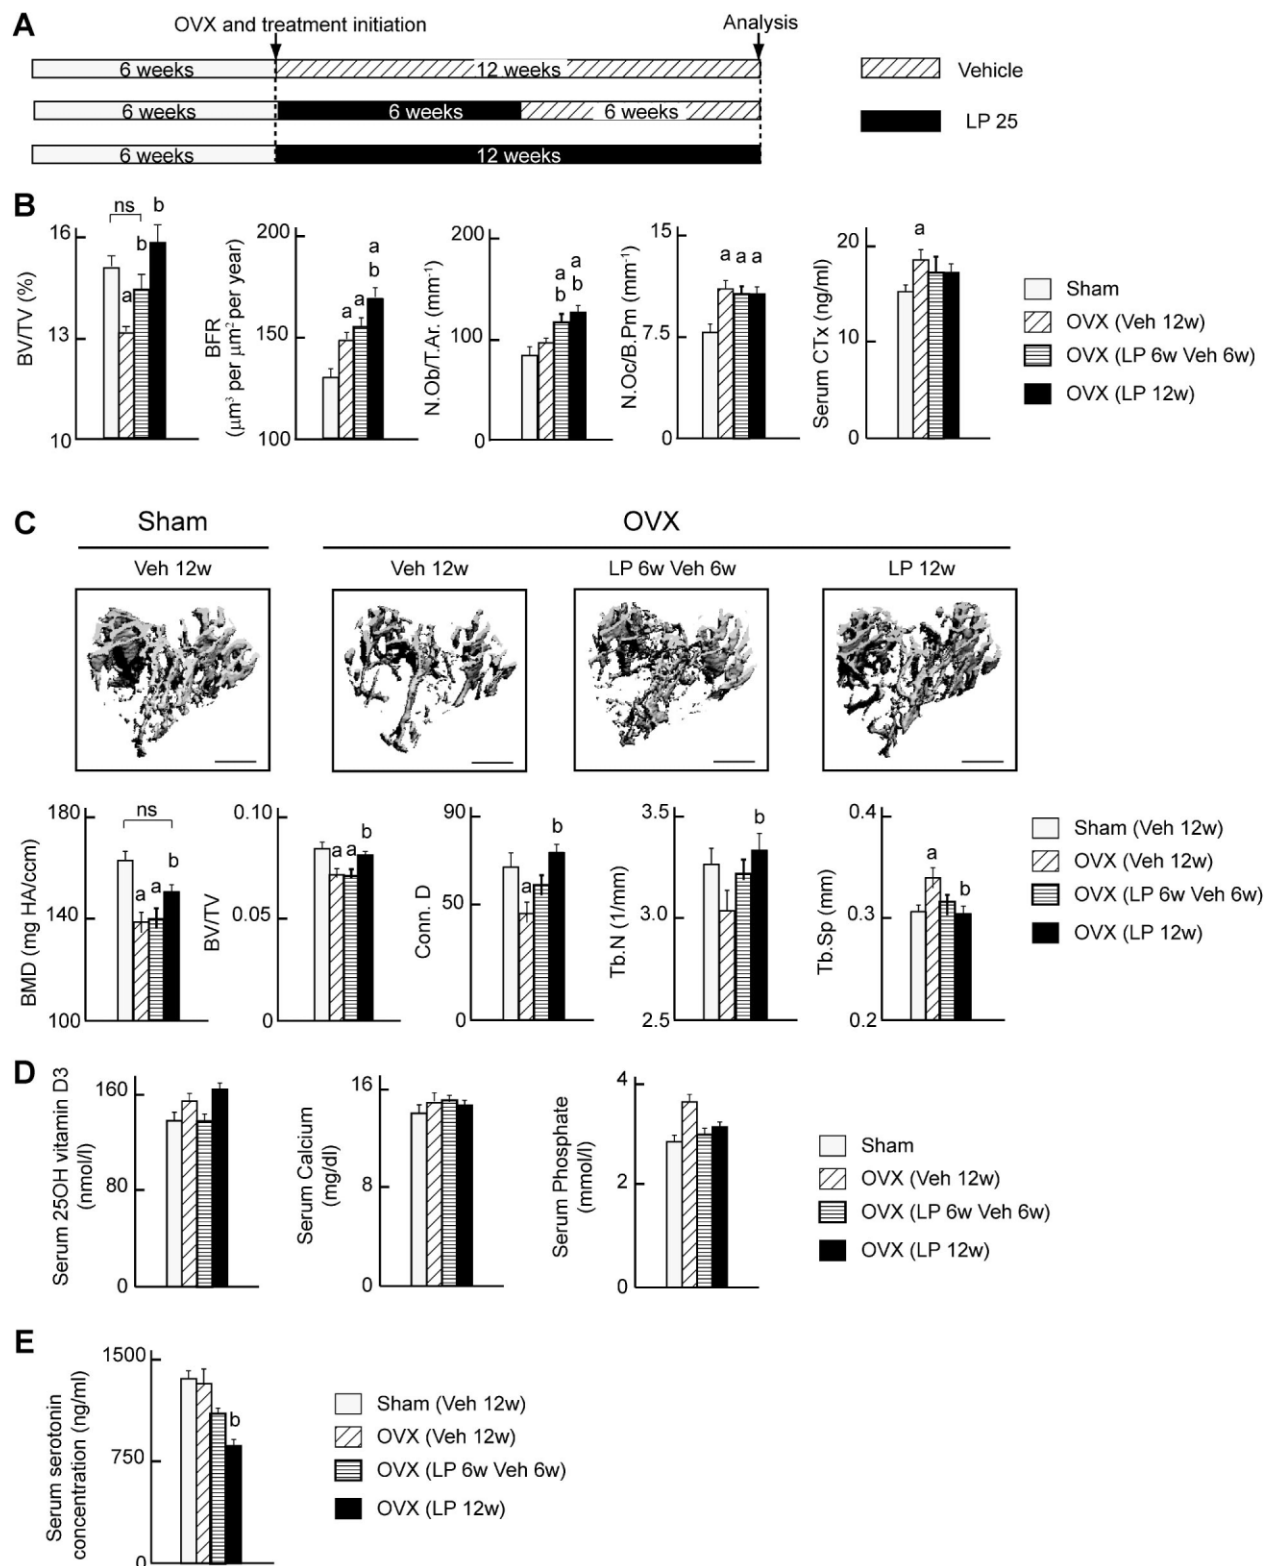 A
OVX and treatment initiation
Analysis
6 weeks
12 weeks
Vehicle
6 weeks
6 weeks
6 weeks
LP 25
6 weeks
12 weeks
B
BV/TV (%)
16
13
10
ns
a
b
b
BFR
(μm³ per μm² per year)
200
150
100
a
a
a
b
N.Ob/T.Ar. (mm⁻¹)
200
100
0
a
b
a
b
N.Oc/B.Pm (mm⁻¹)
15
7.5
0
a a a
Serum CTx (ng/ml)
20
10
0
a
Sham
OVX (Veh 12w)
OVX (LP 6w Veh 6w)
OVX (LP 12w)
C
Sham
OVX
Veh 12w
Veh 12w
LP 6w Veh 6w
LP 12w
BMD (mg HA/ccm)
180
140
100
ns
a
a
b
BV/TV
0.10
0.05
0
a a
b
Conn. D
90
50
0
a
b
Tb.N (1/mm)
3.5
3.0
2.5
b
Tb.Sp (mm)
0.4
0.3
0.2
a
b
Sham (Veh 12w)
OVX (Veh 12w)
OVX (LP 6w Veh 6w)
OVX (LP 12w)
D
Serum 25OH vitamin D3
(nmol/l)
160
80
0
Serum Calcium
(mg/dl)
16
8
0
Serum Phosphate
(mmol/l)
4
2
0
Sham
OVX (Veh 12w)
OVX (LP 6w Veh 6w)
OVX (LP 12w)
E
Serum serotonin
concentration (ng/ml)
1500
750
0
b
Sham (Veh 12w)
OVX (Veh 12w)
OVX (LP 6w Veh 6w)
OVX (LP 12w)